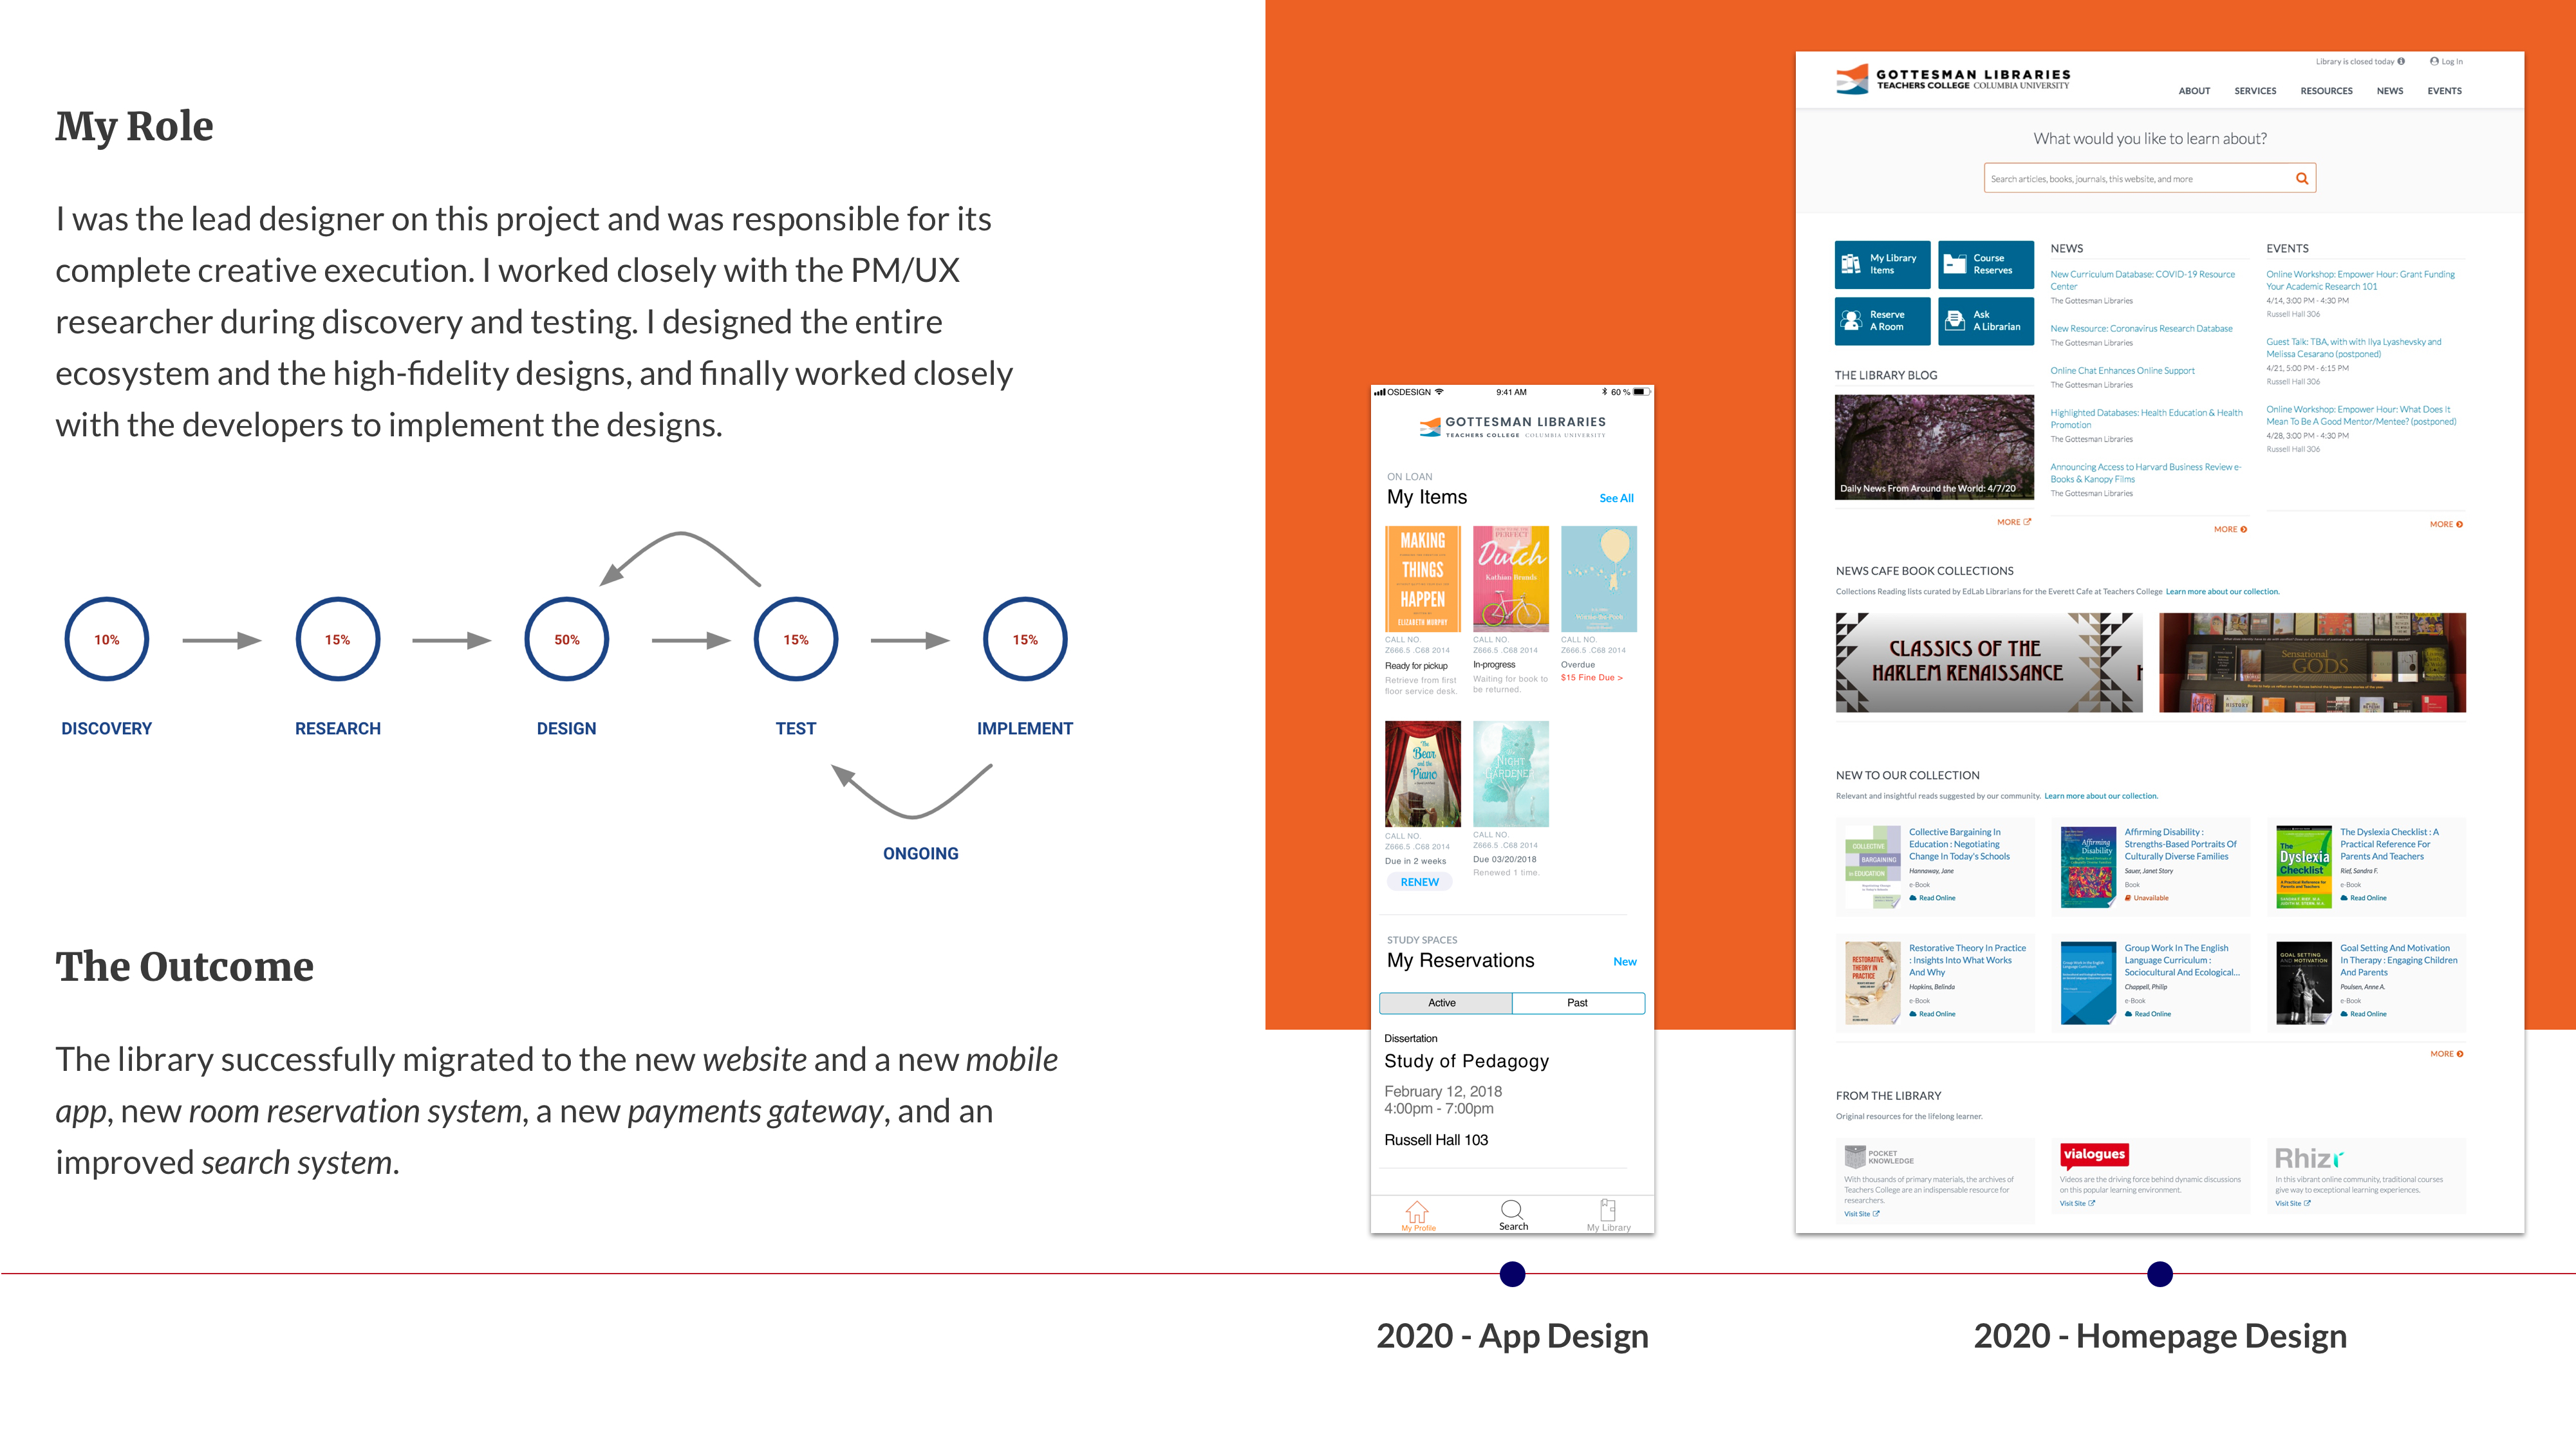 My Role
I was the lead designer on this project and was responsible for its
complete creative execution. I worked closely with the PM/UX
researcher during discovery and testing. I designed the entire
ecosystem and the high-fidelity designs, and finally worked closely
with the developers to implement the designs.
10%
15%
50%
15%
15%
DISCOVERY
RESEARCH
DESIGN
TEST
IMPLEMENT
ONGOING
The Outcome
The library successfully migrated to the new website and a new mobile
app, new room reservation system, a new payments gateway, and an
improved search system.
OSDESIGN
9:41 AM
60 %
GOTTESMAN LIBRARIES
TEACHERS COLLEGE COLUMBIA UNIVERSITY
ON LOAN
My Items
See All
MAKING
THINGS
HAPPEN
ELIZABETH MURPHY
PERFECT
Dutch
Kathian Brands
CALL NO.
Z666.5 .C68 2014
Ready for pickup
Retrieve from first
floor service desk.
CALL NO.
Z666.5 .C68 2014
In-progress
Waiting for book to
be returned.
CALL NO.
Z666.5 .C68 2014
Overdue
$15 Fine Due >
The
Bear
and the
Piano
NIGHT
GARDENER
CALL NO.
Z666.5 .C68 2014
Due in 2 weeks
RENEW
CALL NO.
Z666.5 .C68 2014
Due 03/20/2018
Renewed 1 time.
STUDY SPACES
My Reservations
New
Active
Past
Dissertation
Study of Pedagogy
February 12, 2018
4:00pm - 7:00pm
Russell Hall 103
My Profile
Search
My Library
Library is closed today
Log In
GOTTESMAN LIBRARIES
TEACHERS COLLEGE COLUMBIA UNIVERSITY
ABOUT
SERVICES
RESOURCES
NEWS
EVENTS
What would you like to learn about?
Search articles, books, journals, this website, and more
My Library
Items
Course
Reserves
Reserve
A Room
Ask
A Librarian
THE LIBRARY BLOG
Daily News From Around the World: 4/7/20
MORE
NEWS
New Curriculum Database: COVID-19 Resource
Center
The Gottesman Libraries
New Resource: Coronavirus Research Database
The Gottesman Libraries
Online Chat Enhances Online Support
The Gottesman Libraries
Highlighted Databases: Health Education & Health
Promotion
The Gottesman Libraries
Announcing Access to Harvard Business Review e-
Books & Kanopy Films
The Gottesman Libraries
MORE
EVENTS
Online Workshop: Empower Hour: Grant Funding
Your Academic Research 101
4/14, 3:00 PM - 4:30 PM
Russell Hall 306
Guest Talk: TBA, with with Ilya Lyashevsky and
Melissa Cesarano (postponed)
4/21, 5:00 PM - 6:15 PM
Russell Hall 306
Online Workshop: Empower Hour: What Does It
Mean To Be A Good Mentor/Mentee? (postponed)
4/28, 3:00 PM - 4:30 PM
Russell Hall 306
MORE
NEWS CAFE BOOK COLLECTIONS
Collections Reading lists curated by EdLab Librarians for the Everett Cafe at Teachers College Learn more about our collection.
CLASSICS OF THE
HARLEM RENAISSANCE
Sensational
GODS
HISTORY
NEW TO OUR COLLECTION
Relevant and insightful reads suggested by our community. Learn more about our collection.
COLLECTIVE
BARGAINING
in EDUCATION
Collective Bargaining In
Education : Negotiating
Change In Today's Schools
Hannaway, Jane
e-Book
Read Online
Affirming
Disability
Affirming Disability :
Strengths-Based Portraits Of
Culturally Diverse Families
Sauer, Janet Story
Book
Unavailable
The
Dyslexia
Checklist
The Dyslexia Checklist : A
Practical Reference For
Parents And Teachers
Rief, Sandra F.
e-Book
Read Online
RESTORATIVE
THEORY IN
PRACTICE
Restorative Theory In Practice
: Insights Into What Works
And Why
Hopkins, Belinda
e-Book
Read Online
Group Work In The English
Language Curriculum :
Sociocultural And Ecological...
Chappell, Philip
e-Book
Read Online
GOAL SETTING
AND MOTIVATION
Goal Setting And Motivation
In Therapy : Engaging Children
And Parents
Poulsen, Anne A.
e-Book
Read Online
MORE
FROM THE LIBRARY
Original resources for the lifelong learner.
POCKET
KNOWLEDGE
With thousands of primary materials, the archives of
Teachers College are an indispensable resource for
researchers.
Visit Site
vialogues
Videos are the driving force behind dynamic discussions
on this popular learning environment.
Visit Site
Rhizr
In this vibrant online community, traditional courses
give way to exceptional learning experiences.
Visit Site
2020 - App Design
2020 - Homepage Design